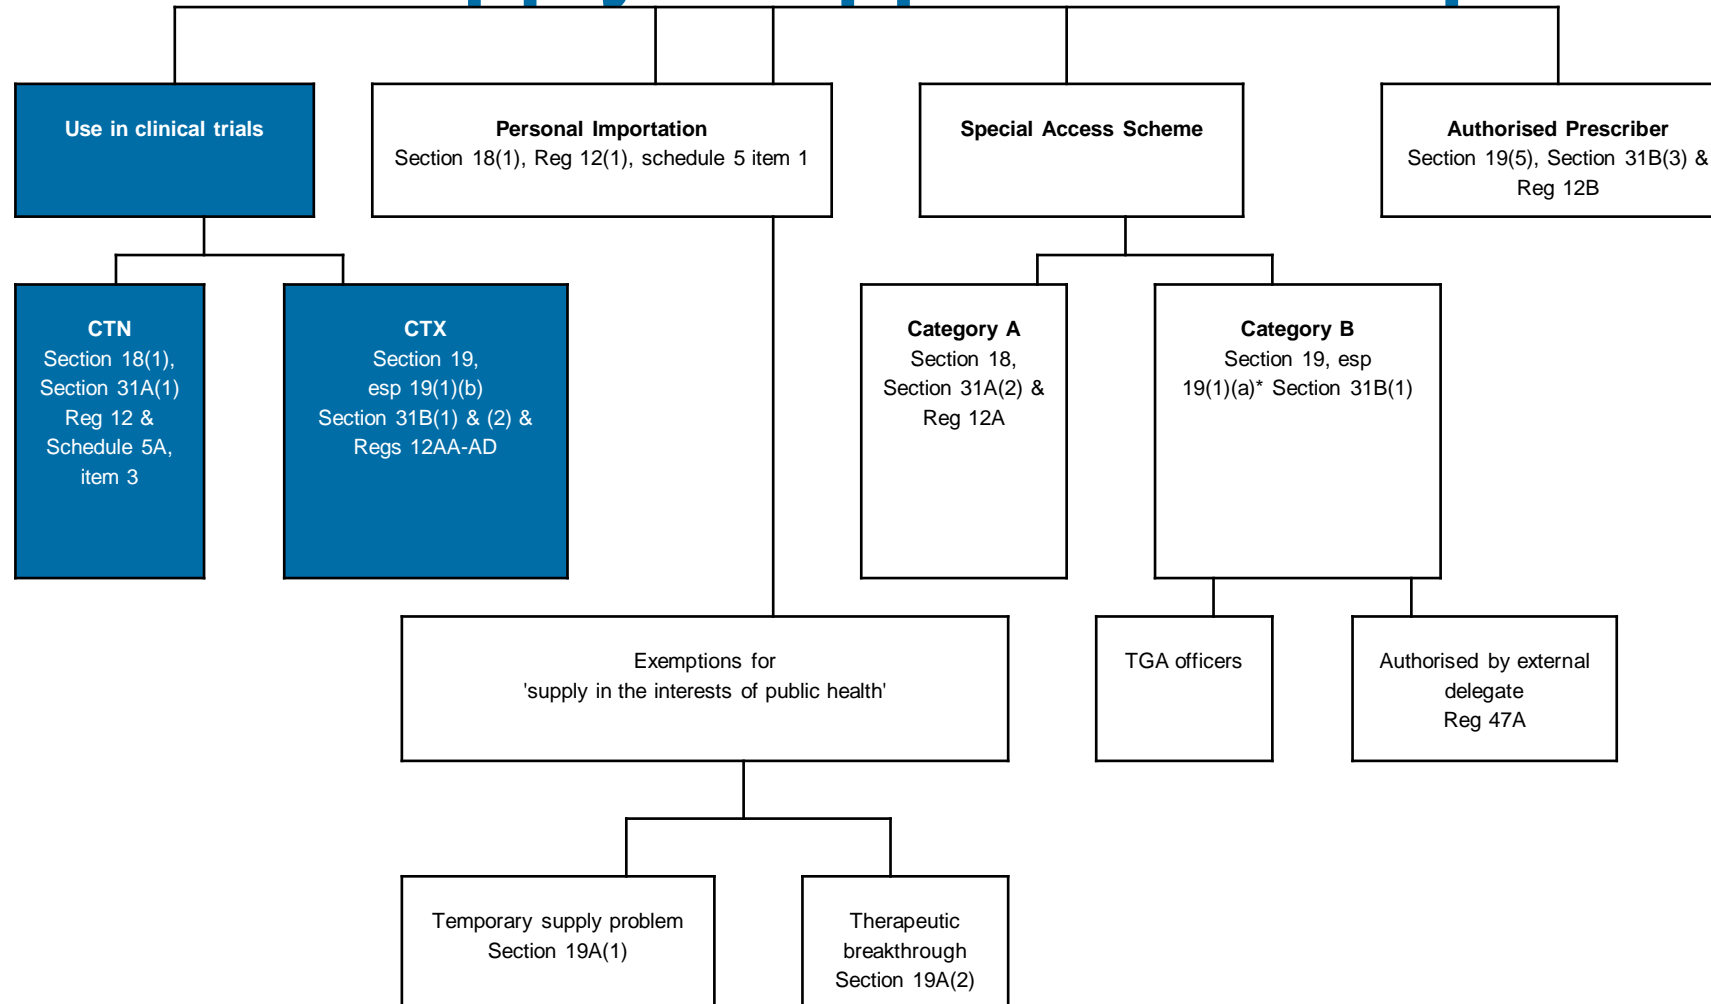 Use in clinical trials
Personal Importation
Section 18(1), Reg 12(1), schedule 5 item 1
Special Access Scheme
Authorised Prescriber
Section 19(5), Section 31B(3) &
Reg 12B
CTN
Section 18(1),
Section 31A(1)
Reg 12 &
Schedule 5A,
item 3
CTX
Section 19,
esp 19(1)(b)
Section 31B(1) & (2) &
Regs 12AA-AD
Category A
Section 18,
Section 31A(2) &
Reg 12A
Category B
Section 19, esp
19(1)(a)* Section 31B(1)
Exemptions for
'supply in the interests of public health'
TGA officers
Authorised by external
delegate
Reg 47A
Temporary supply problem
Section 19A(1)
Therapeutic
breakthrough
Section 19A(2)